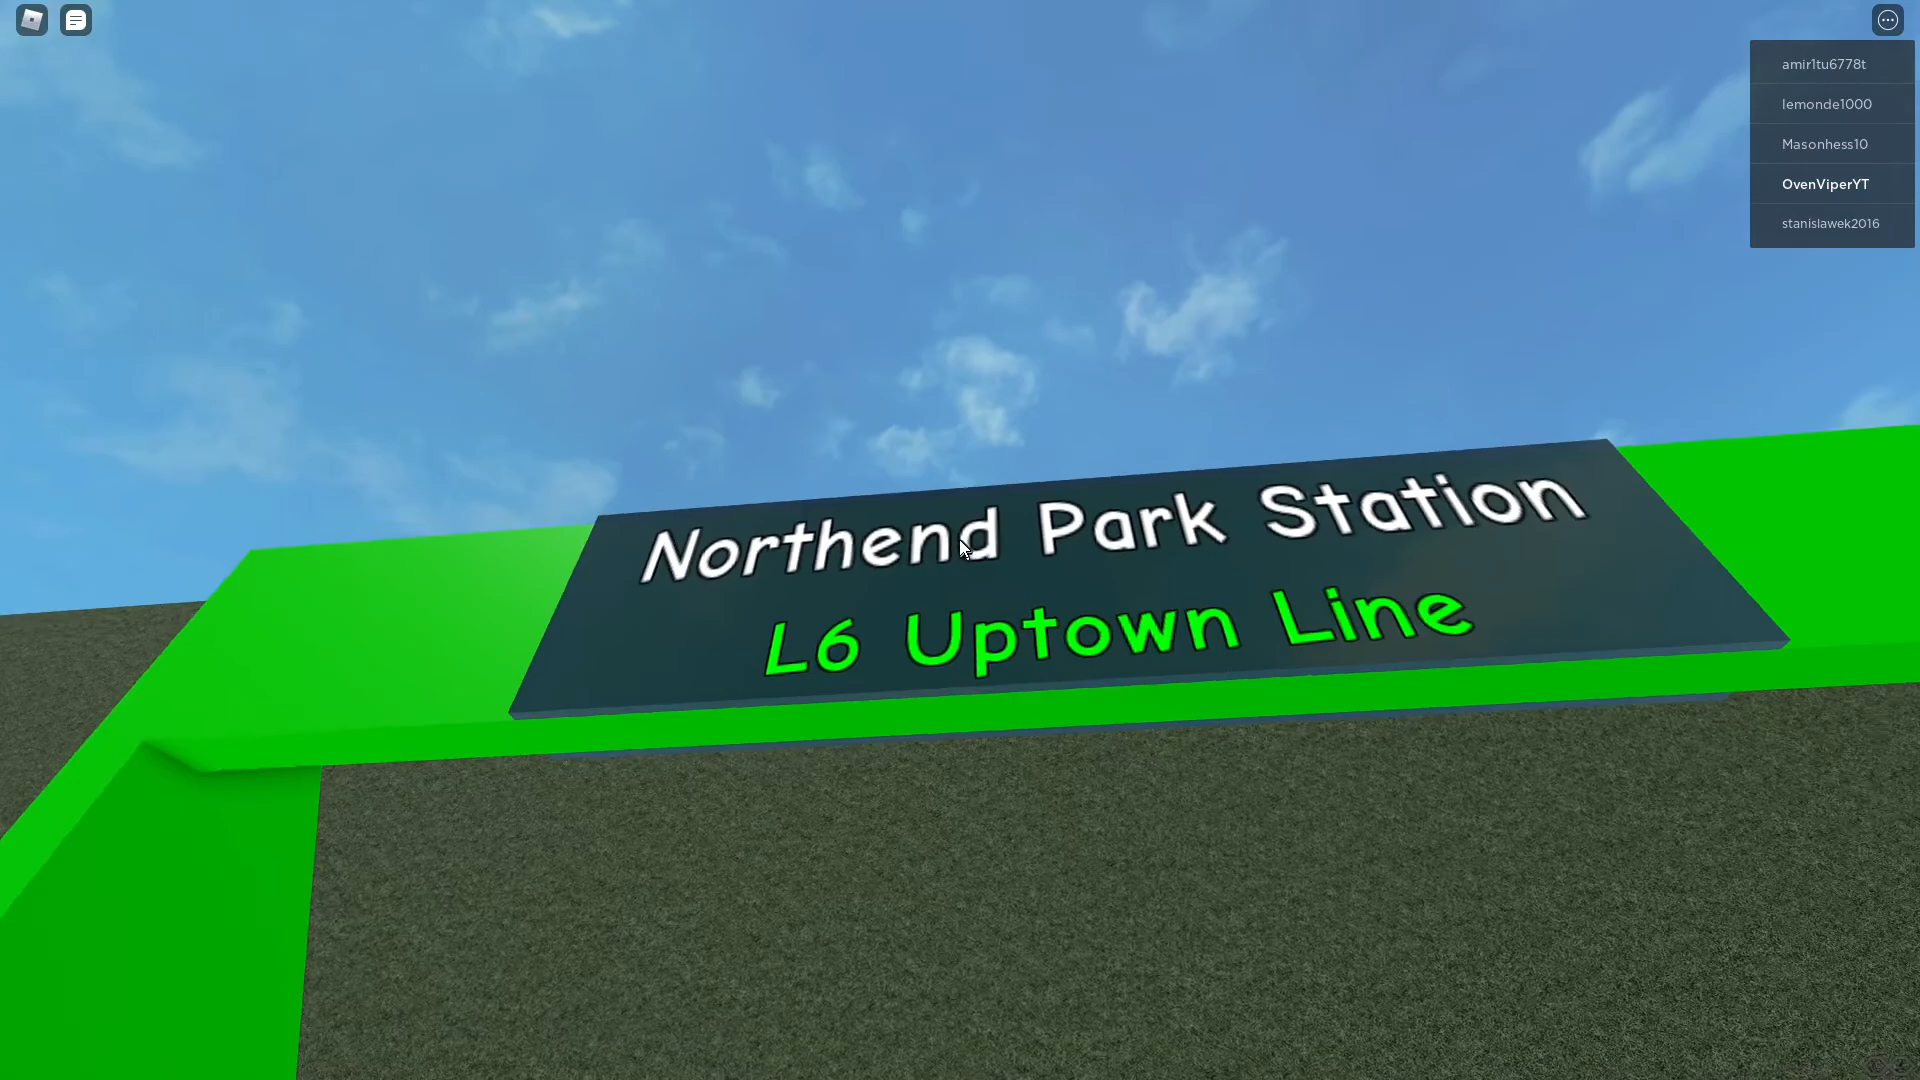 amir1tu6778t
lemonde1000
Masonhess10
OvenViperYT
stanislawek2016
Northend Park Station
L6 Uptown Line